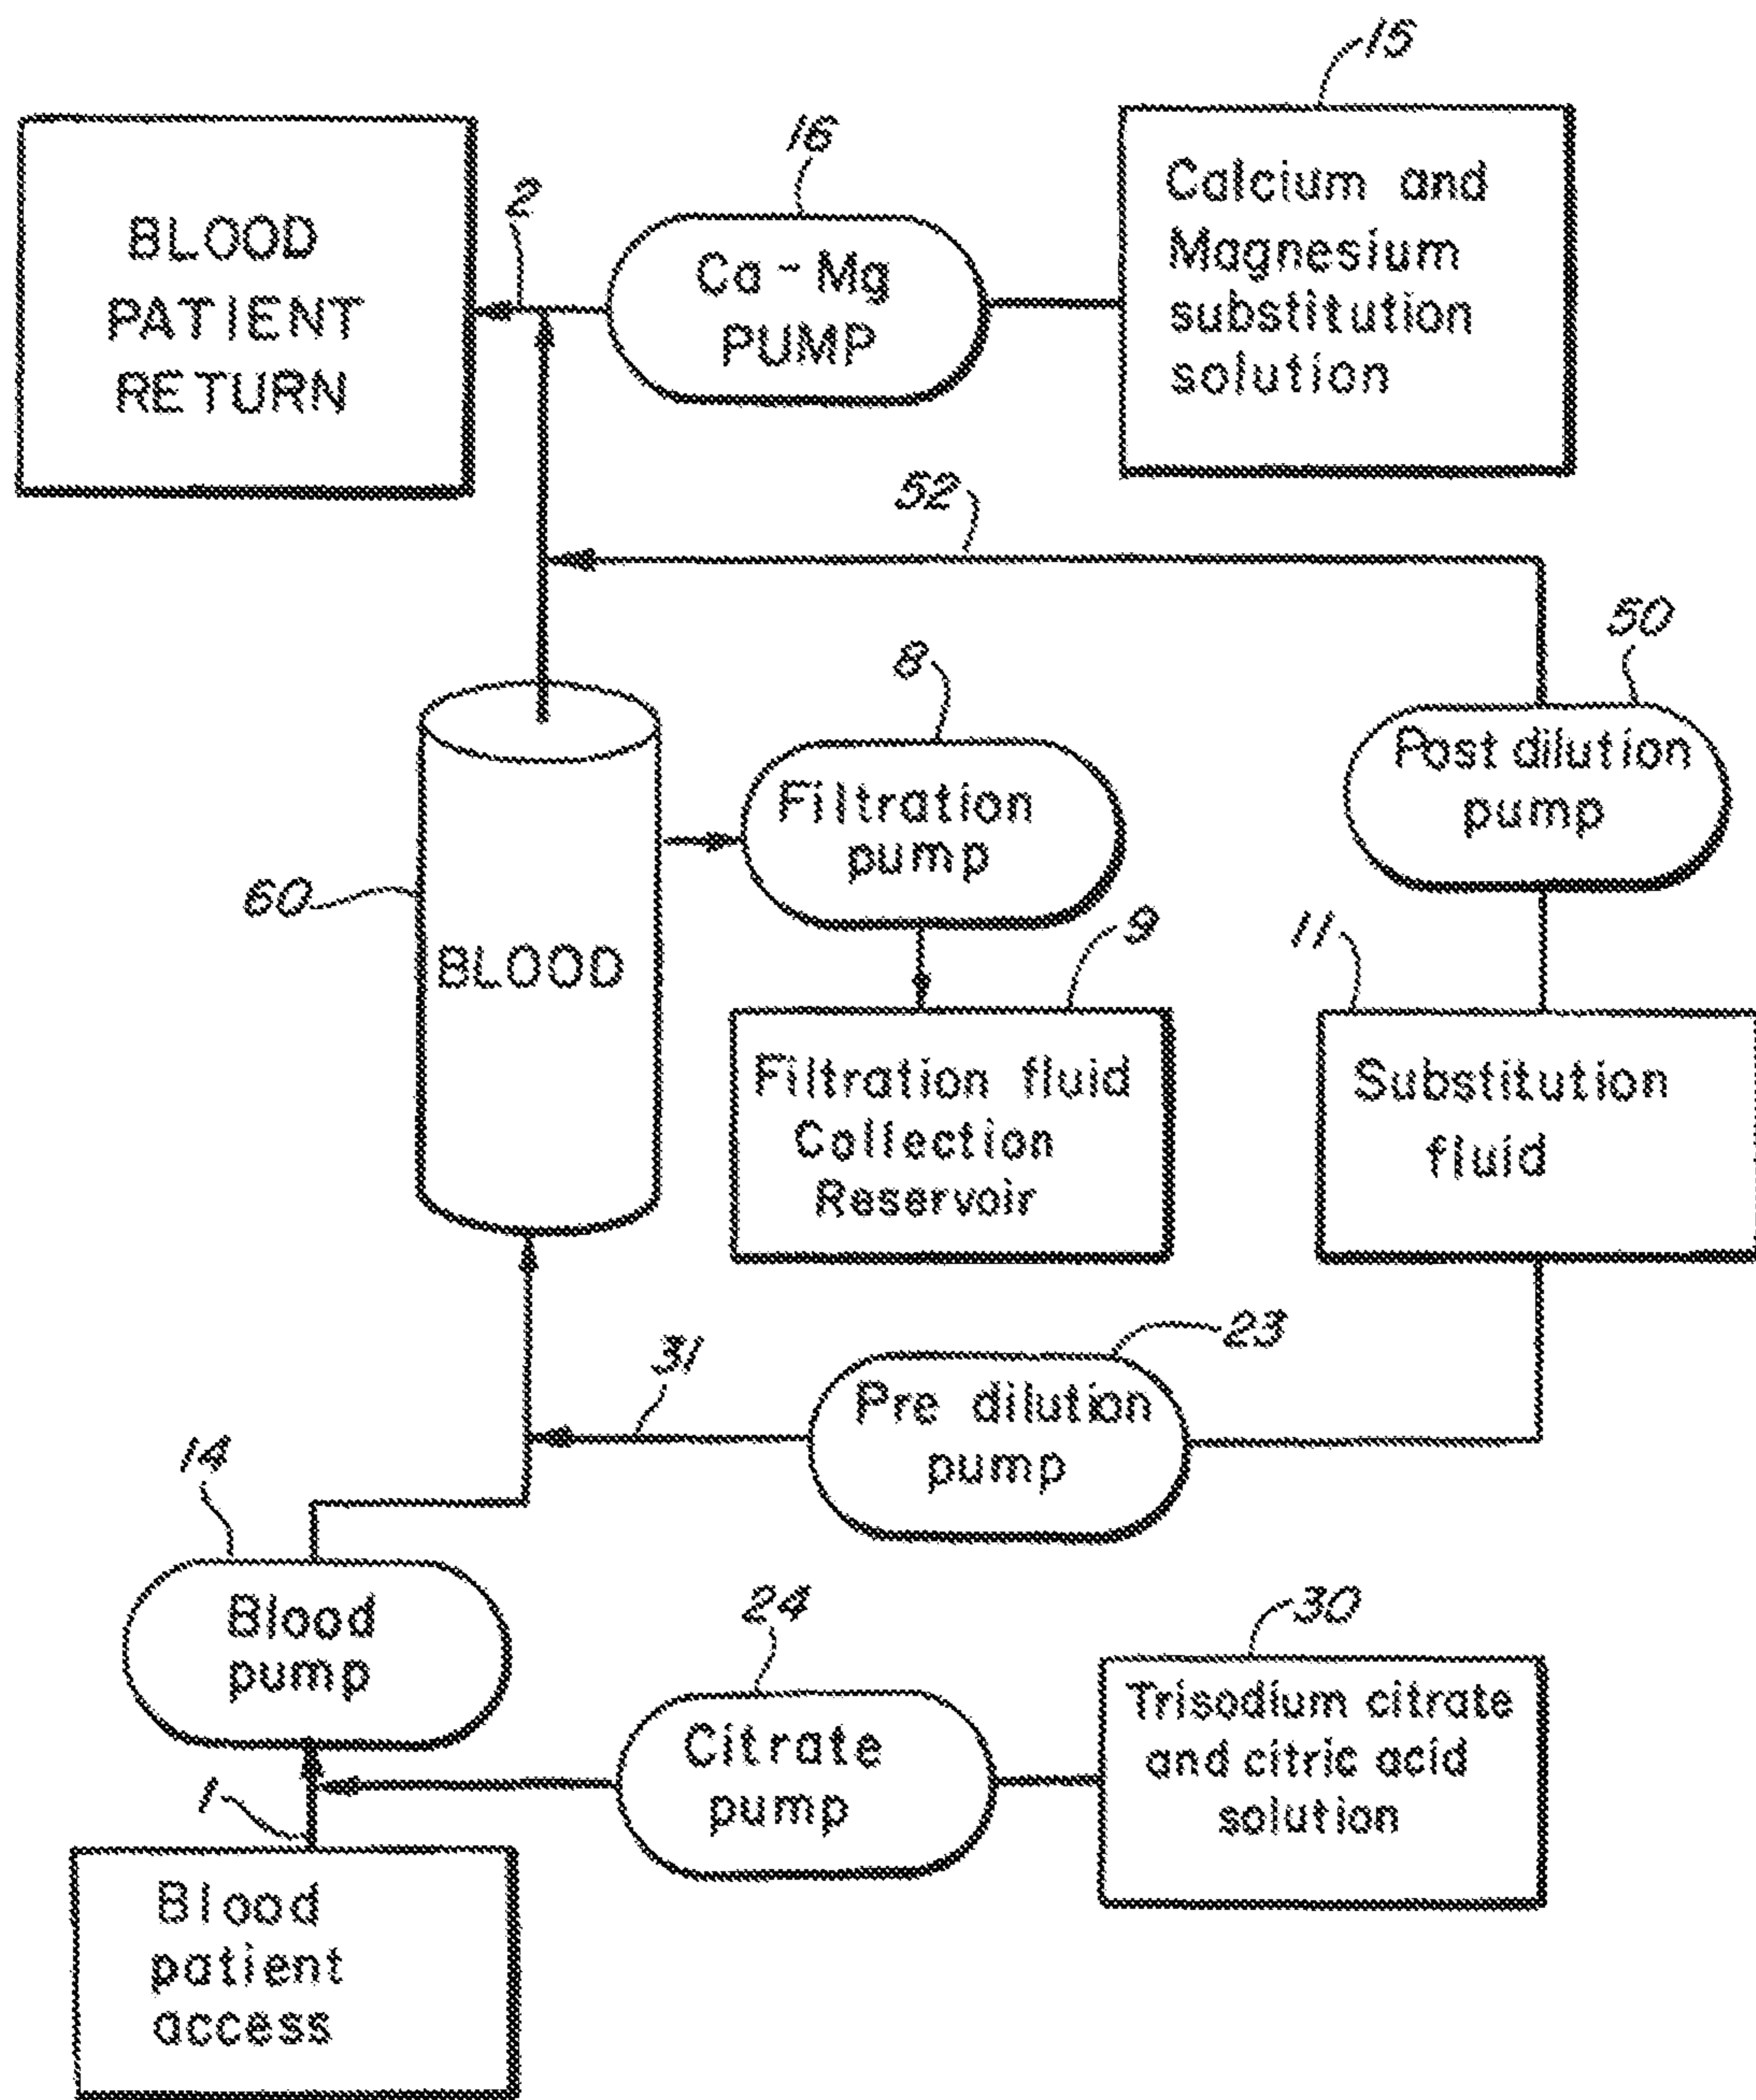 15
16
2
BLOOD
PATIENT
RETURN
Ca-Mg
PUMP
Calcium and
Magnesium
substitution
solution
52
50
8
Post dilution
pump
Filtration
pump
60
BLOOD
9
11
Filtration fluid
Collection
Reservoir
Substitution
fluid
31
23
Pre dilution
pump
14
Blood
pump
24
30
Citrate
pump
Trisodium citrate
and citric acid
solution
1
Blood
patient
access